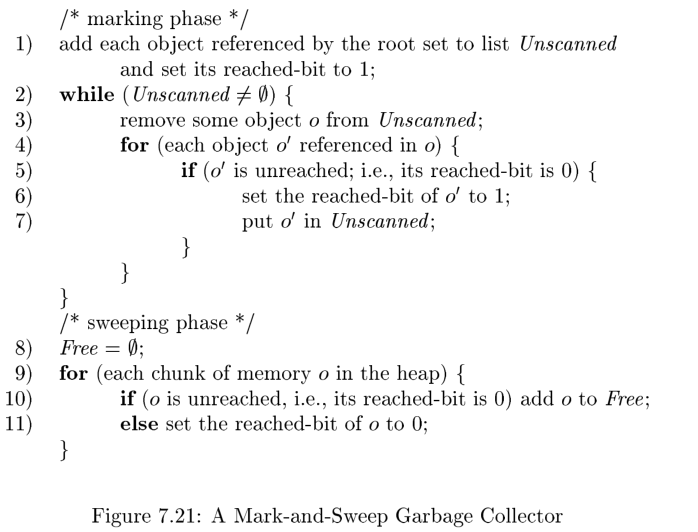 /* marking phase */
1) add each object referenced by the root set to list Unscanned
and set its reached-bit to 1;
2) while (Unscanned ≠ ∅) {
3) remove some object o from Unscanned;
4) for (each object o′ referenced in o) {
5) if (o′ is unreached; i.e., its reached-bit is 0) {
6) set the reached-bit of o′ to 1;
7) put o′ in Unscanned;
}
}
}
/* sweeping phase */
8) Free = ∅;
9) for (each chunk of memory o in the heap) {
10) if (o is unreached, i.e., its reached-bit is 0) add o to Free;
11) else set the reached-bit of o to 0;
}
Figure 7.21: A Mark-and-Sweep Garbage Collector